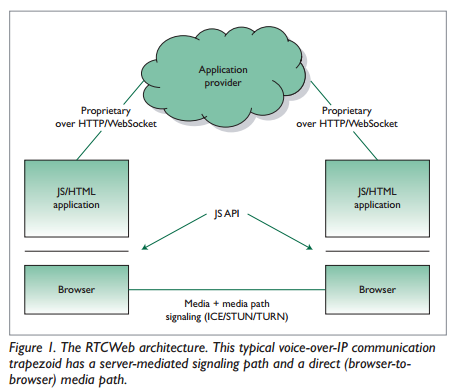 Application
provider
Proprietary
over HTTP/WebSocket
Proprietary
over HTTP/WebSocket
JS/HTML
application
JS API
JS/HTML
application
Browser
Media + media path
signaling (ICE/STUN/TURN)
Browser
Figure 1. The RTCWeb architecture. This typical voice-over-IP communication
trapezoid has a server-mediated signaling path and a direct (browser-to-
browser) media path.